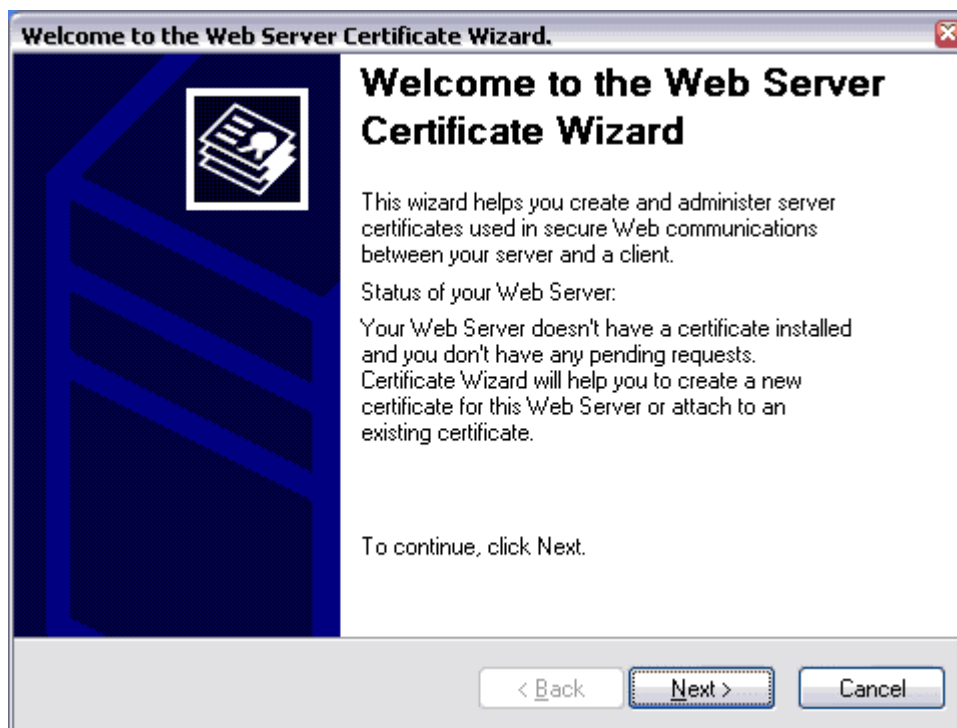 Welcome to the Web Server Certificate Wizard.
Welcome to the Web Server
Certificate Wizard
This wizard helps you create and administer server
certificates used in secure Web communications
between your server and a client.
Status of your Web Server:
Your Web Server doesn't have a certificate installed
and you don't have any pending requests.
Certificate Wizard will help you to create a new
certificate for this Web Server or attach to an
existing certificate.
To continue, click Next.
< Back
Next >
Cancel